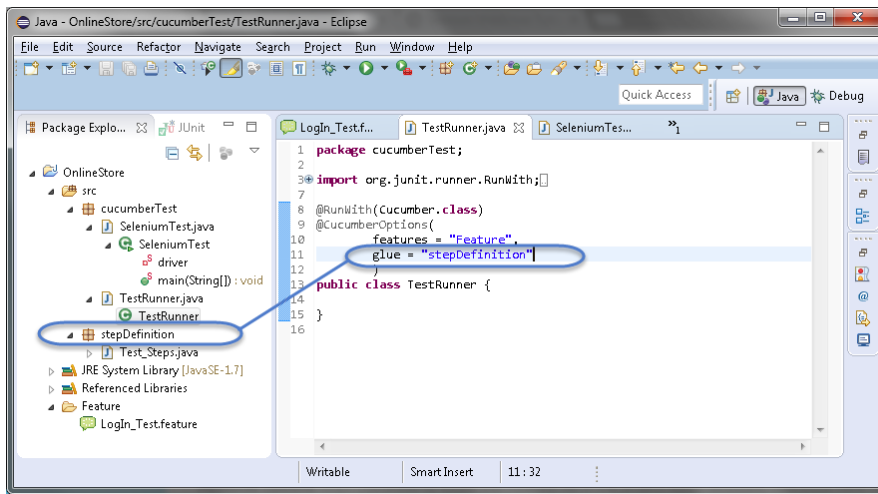 Java - OnlineStore/src/cucumberTest/TestRunner.java - Eclipse
File Edit Source Refactor Navigate Search Project Run Window Help
Quick Access
Java
Debug
Package Explo...
JUnit
OnlineStore
src
cucumberTest
SeleniumTest.java
SeleniumTest
S driver
S main(String[]) : void
TestRunner.java
TestRunner
stepDefinition
Test_Steps.java
JRE System Library [JavaSE-1.7]
Referenced Libraries
Feature
LogIn_Test.feature
LogIn_Test.f...
TestRunner.java
SeleniumTes...
»1
1 package cucumberTest;
2
3 import org.junit.runner.RunWith;
7
8 @RunWith(Cucumber.class)
9 @CucumberOptions(
10 features = "Feature",
11 glue = "stepDefinition"
12 )
13 public class TestRunner {
14
15 }
16
Writable
Smart Insert
11 : 32